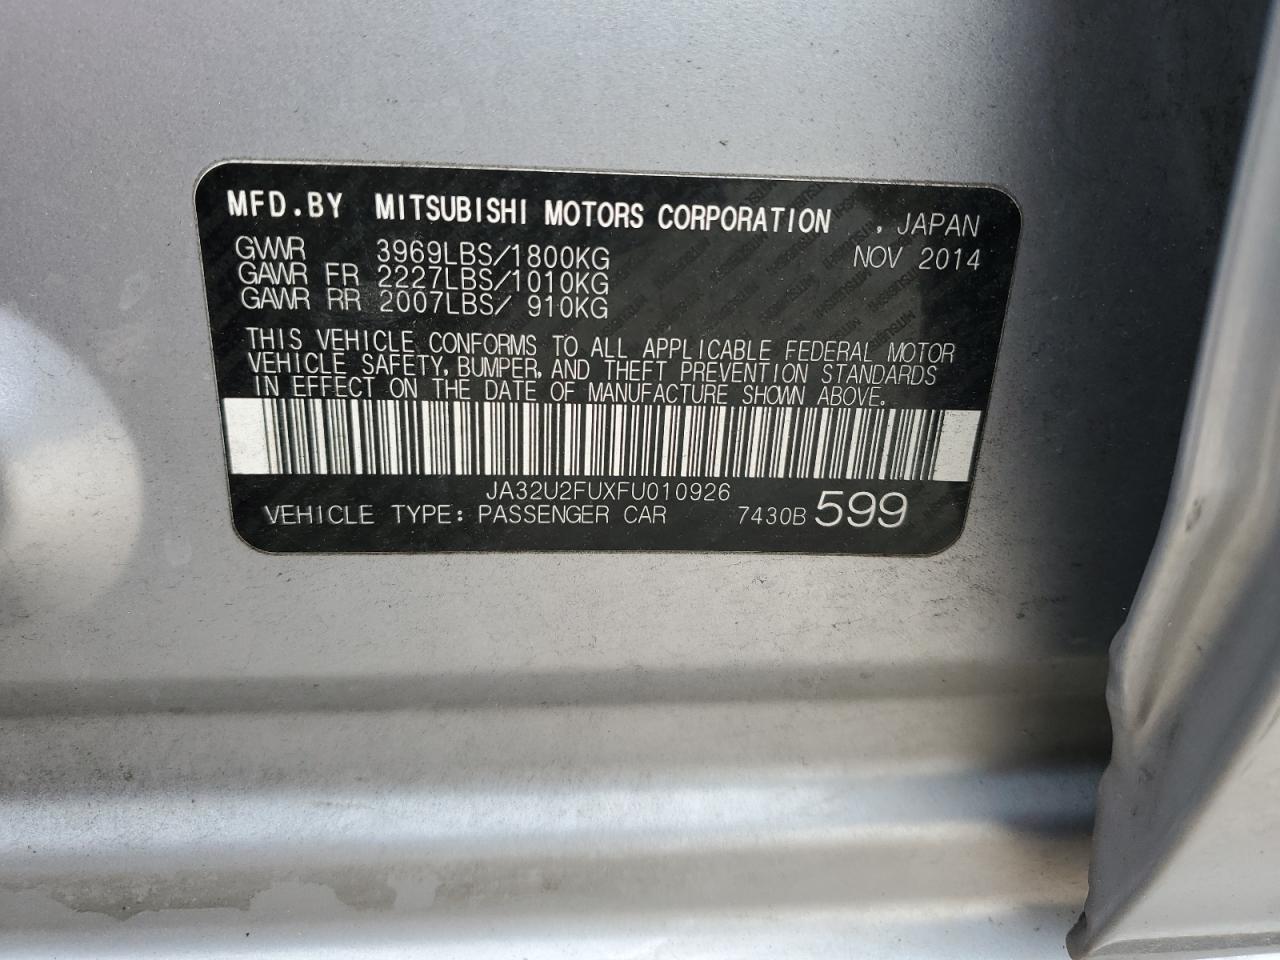 MFD.BY MITSUBISHI MOTORS CORPORATION , JAPAN
GVWR 3969LBS/1800KG NOV 2014
GAWR FR 2227LBS/1010KG
GAWR RR 2007LBS/ 910KG
THIS VEHICLE CONFORMS TO ALL APPLICABLE FEDERAL MOTOR
VEHICLE SAFETY, BUMPER, AND THEFT PREVENTION STANDARDS
IN EFFECT ON THE DATE OF MANUFACTURE SHOWN ABOVE.
JA32U2FUXFU010926
VEHICLE TYPE: PASSENGER CAR 7430B 599